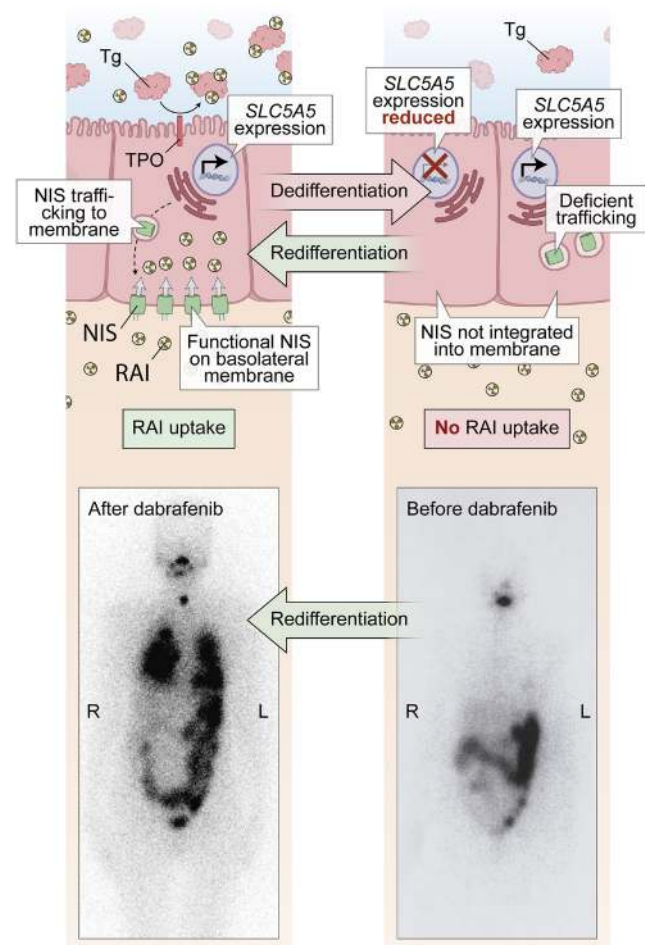 Tg
SLC5A5
expression
TPO
NIS traffi-
cking to
membrane
NIS
RAI
Functional NIS
on basolateral
membrane
RAI uptake
Dedifferentiation
Redifferentiation
Tg
SLC5A5
expression
reduced
SLC5A5
expression
Deficient
trafficking
NIS not integrated
into membrane
No RAI uptake
After dabrafenib
R
L
Redifferentiation
Before dabrafenib
R
L